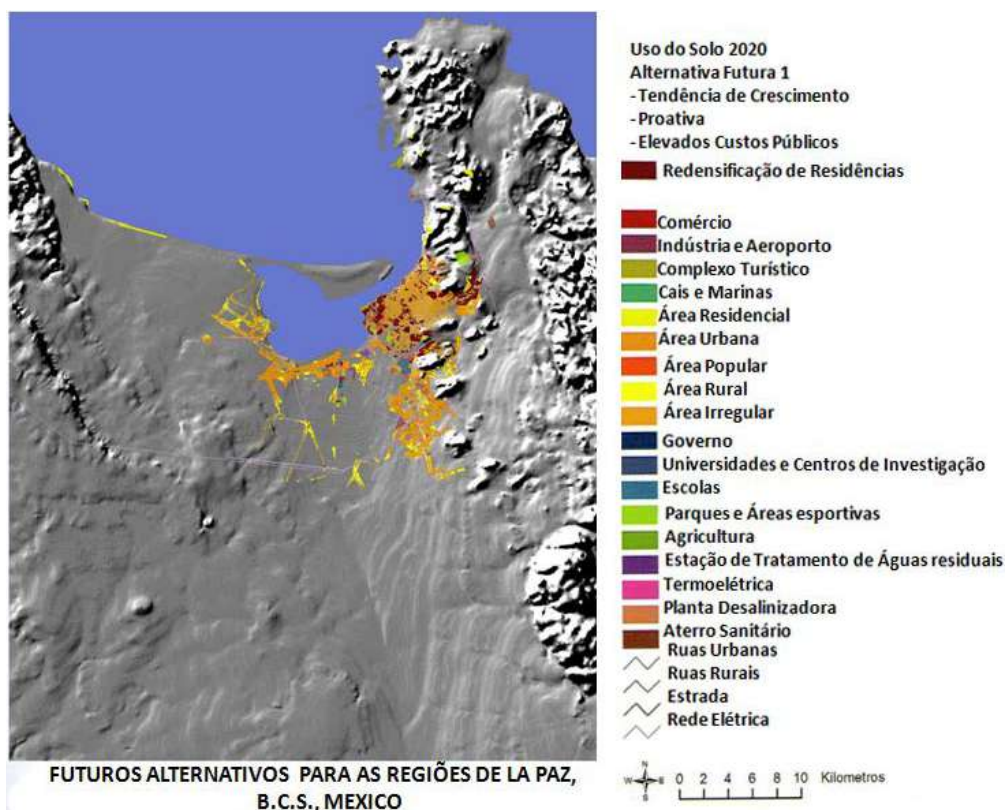 Uso do Solo 2020
Alternativa Futura 1
-Tendência de Crescimento
-Proativa
-Elevados Custos Públicos
Redensificação de Residências
Comércio
Indústria e Aeroporto
Complexo Turístico
Cais e Marinas
Área Residencial
Área Urbana
Área Popular
Área Rural
Área Irregular
Governo
Universidades e Centros de Investigação
Escolas
Parques e Áreas esportivas
Agricultura
Estação de Tratamento de Águas residuais
Termoelétrica
Planta Desalinizadora
Aterro Sanitário
Ruas Urbanas
Ruas Rurais
Estrada
Rede Elétrica
N
W E
S
0 2 4 6 8 10 Kilometros
FUTUROS ALTERNATIVOS PARA AS REGIÕES DE LA PAZ,
B.C.S., MEXICO